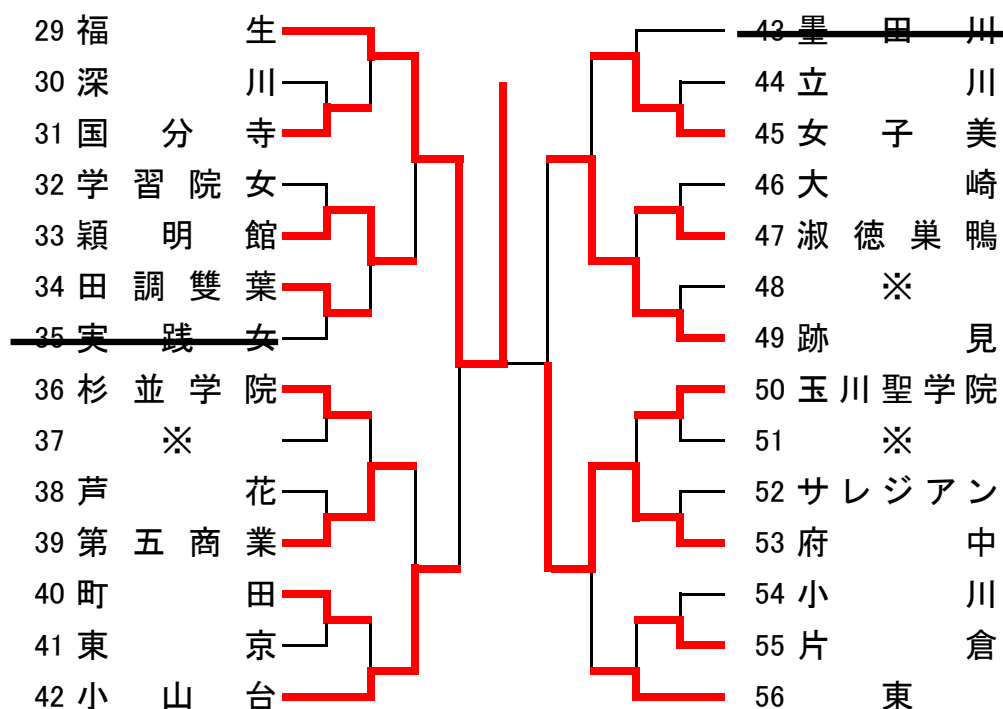 29 福生
30 深川
31 国分寺
32 学習院女
33 穎明館
34 田調雙葉
35 実践女
36 杉並学院
37 ※
38 芦花
39 第五商業
40 町田
41 東京
42 小山台
43 墨田川
44 立川
45 女子美
46 大崎
47 淑徳巣鴨
48 ※
49 跡見
50 玉川聖学院
51 ※
52 サレジアン
53 府中
54 小川
55 片倉
56 東